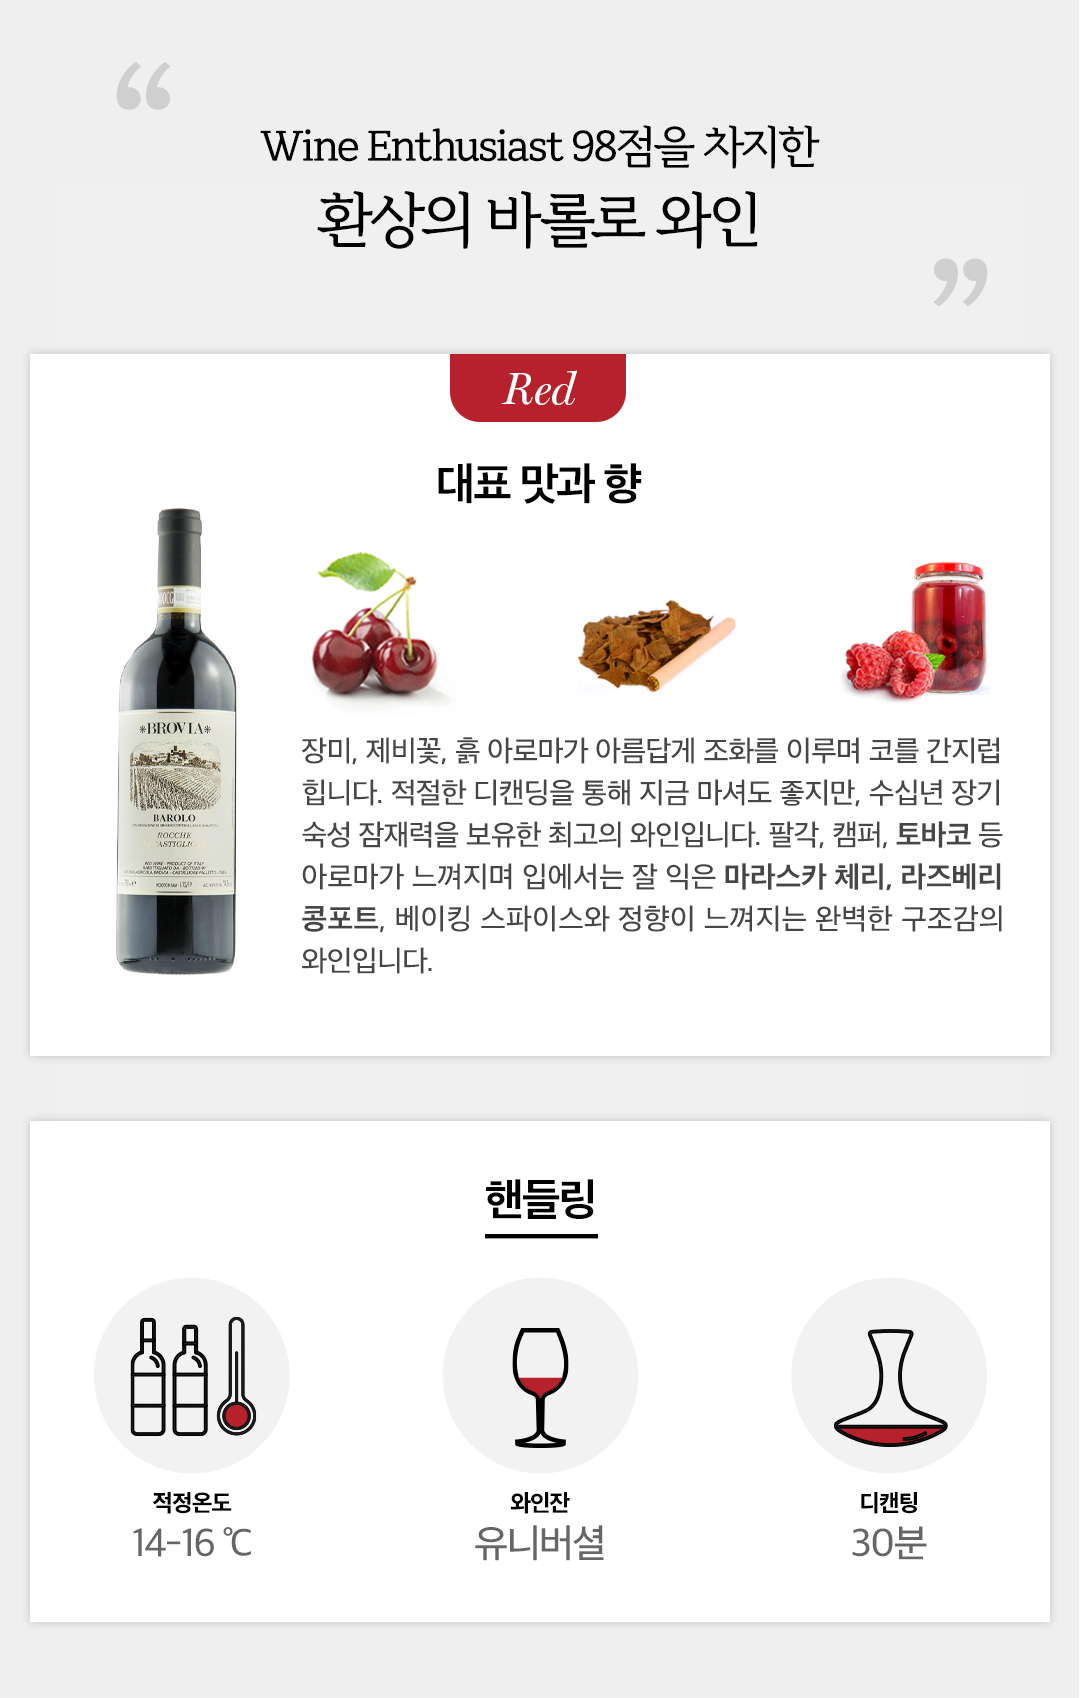 “
Wine Enthusiast 98점을 차지한
환상의 바롤로 와인
”
Red
대표 맛과 향
*BROVIA*
BAROLO
ROCCHE
장미, 제비꽃, 흙 아로마가 아름답게 조화를 이루며 코를 간지럽
힙니다. 적절한 디캔딩을 통해 지금 마셔도 좋지만, 수십년 장기
숙성 잠재력을 보유한 최고의 와인입니다. 팔각, 캠퍼, 토바코 등
아로마가 느껴지며 입에서는 잘 익은 마라스카 체리, 라즈베리
콩포트, 베이킹 스파이스와 정향이 느껴지는 완벽한 구조감의
와인입니다.
핸들링
적정온도
14-16 ℃
와인잔
유니버셜
디캔팅
30분